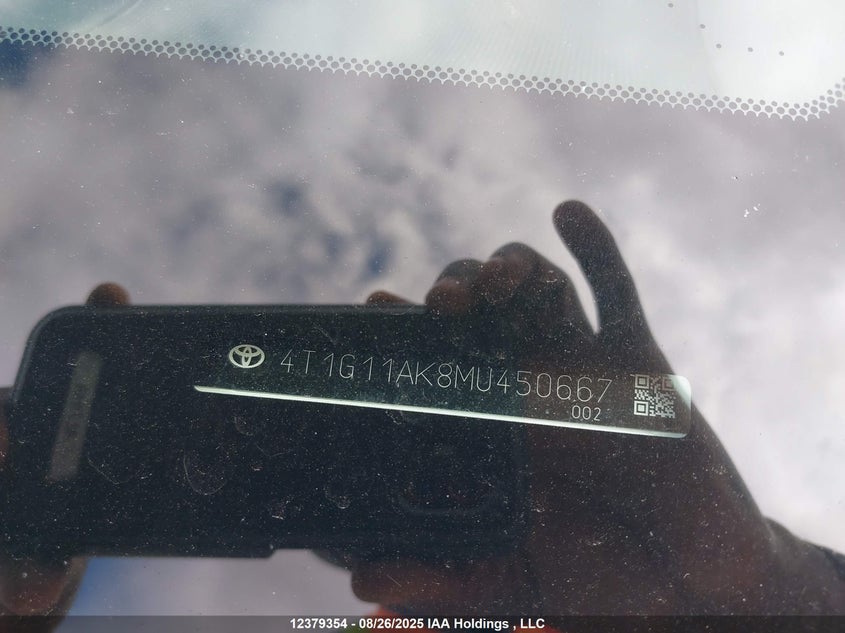 4T1G11AK8MU450667
002
12379354 - 08/26/2025 IAA Holdings , LLC